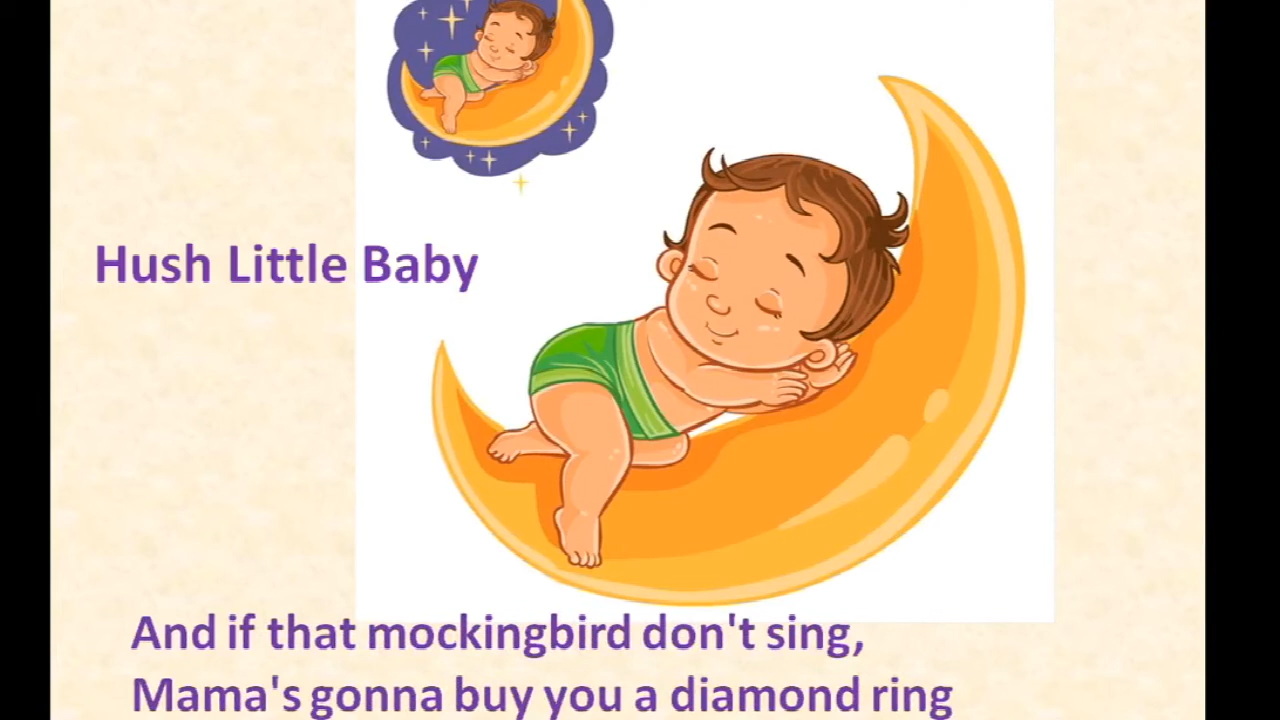 Hush Little Baby
And if that mockingbird don't sing,
Mama's gonna buy you a diamond ring